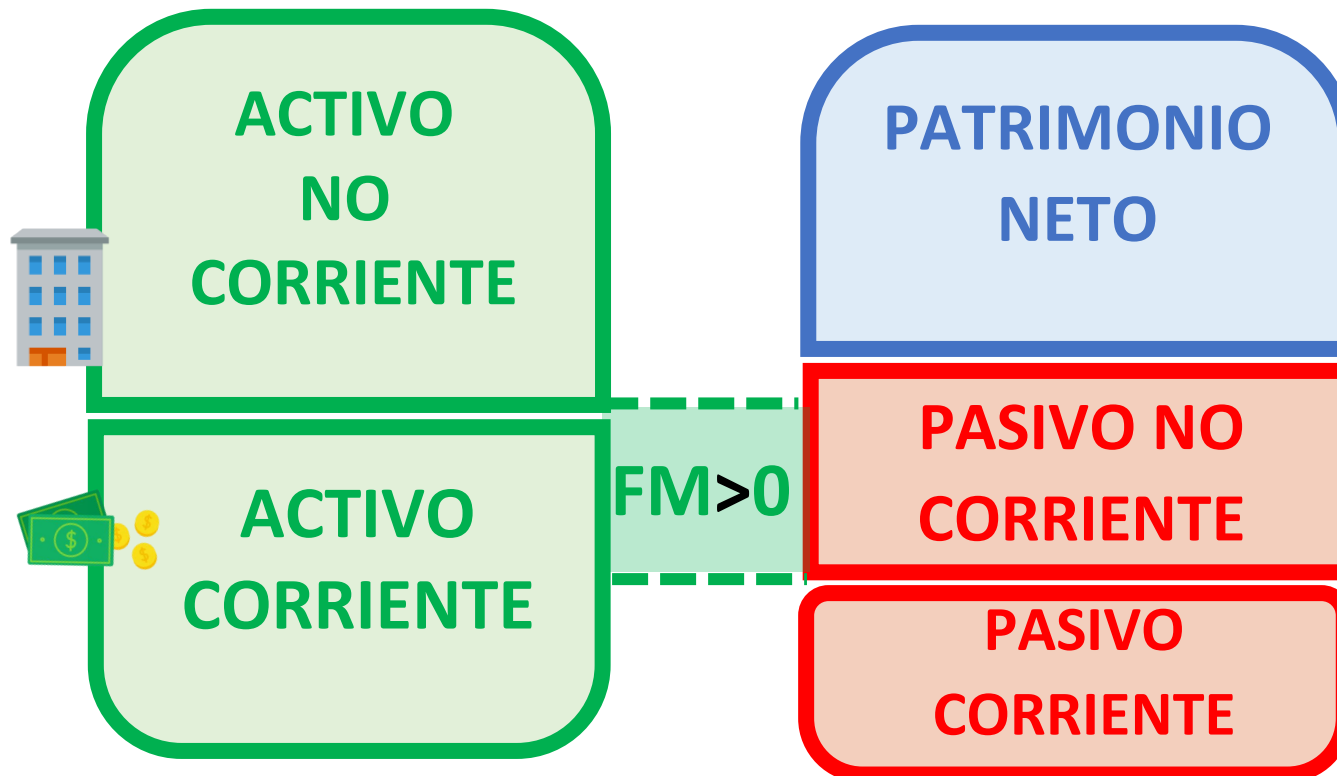 ACTIVO
NO
CORRIENTE
ACTIVO
CORRIENTE
FM>0
PATRIMONIO
NETO
PASIVO NO
CORRIENTE
PASIVO
CORRIENTE